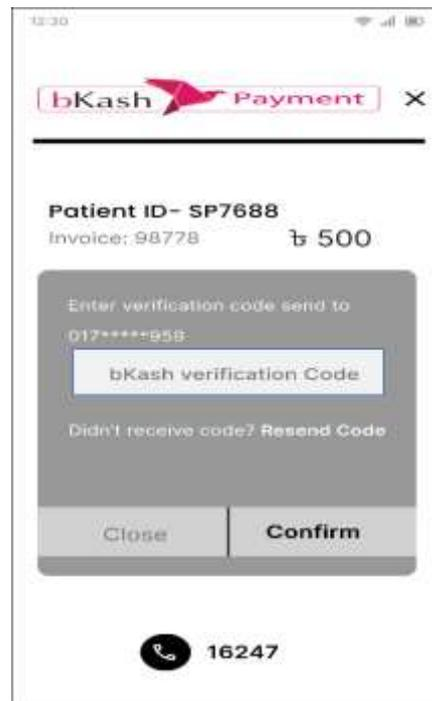 12:30
bKash Payment
Patient ID- SP7688
Invoice: 98778 ৳ 500
Enter verification code send to
017*****958
bKash verification Code
Didn't receive code? Resend Code
Close Confirm
16247